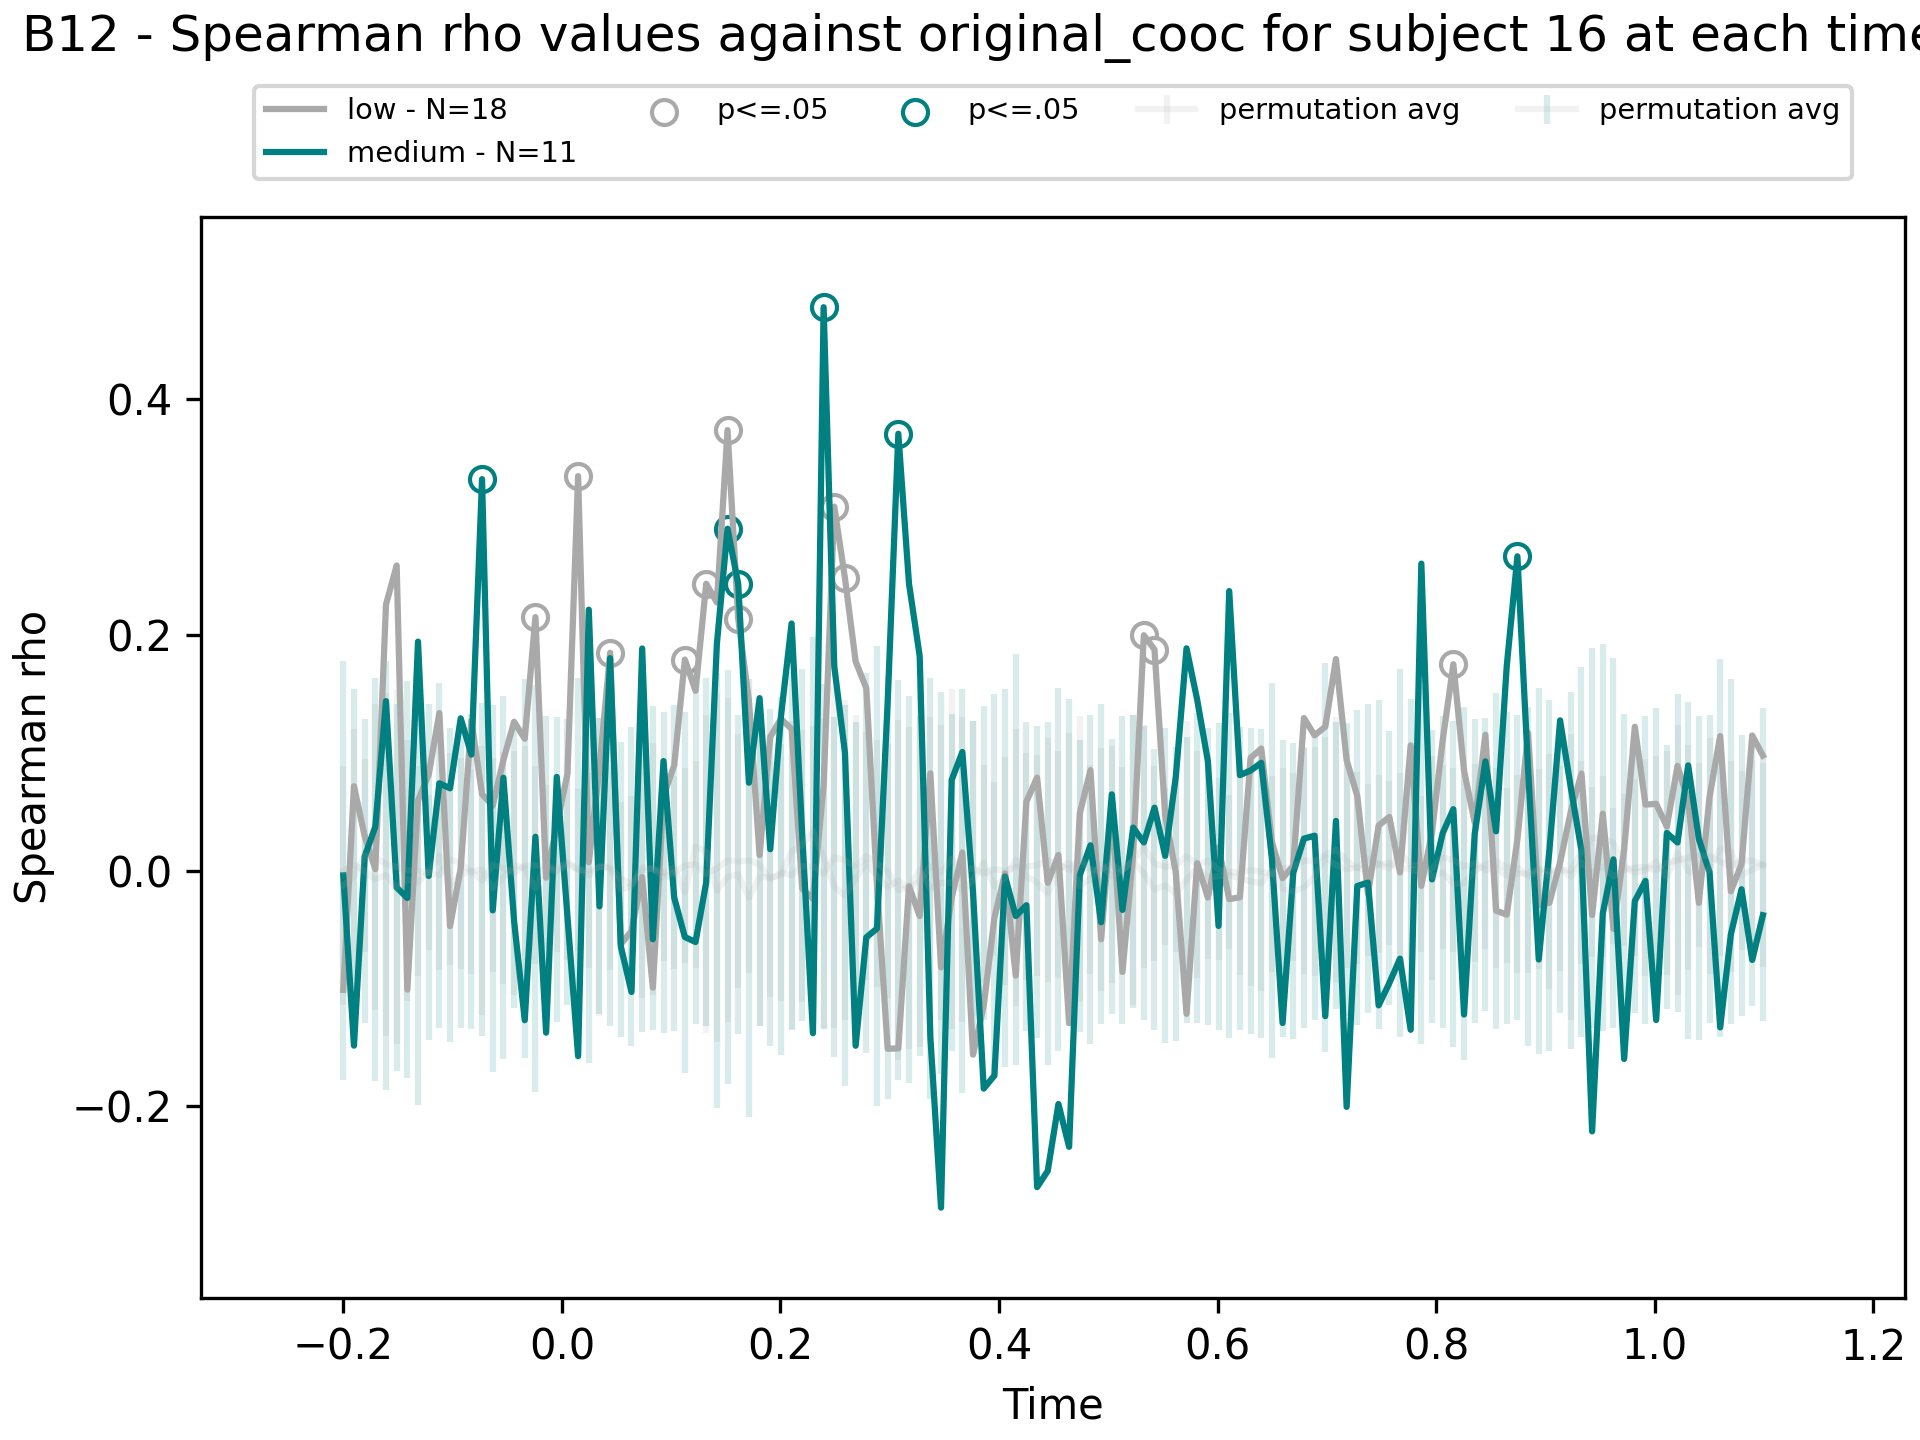 B12 - Spearman rho values against original_cooc for subject 16 at each time
low - N=18
medium - N=11
p<=.05
p<=.05
permutation avg
permutation avg
Spearman rho
0.4
0.2
0.0
−0.2
−0.2 0.0 0.2 0.4 0.6 0.8 1.0 1.2
Time